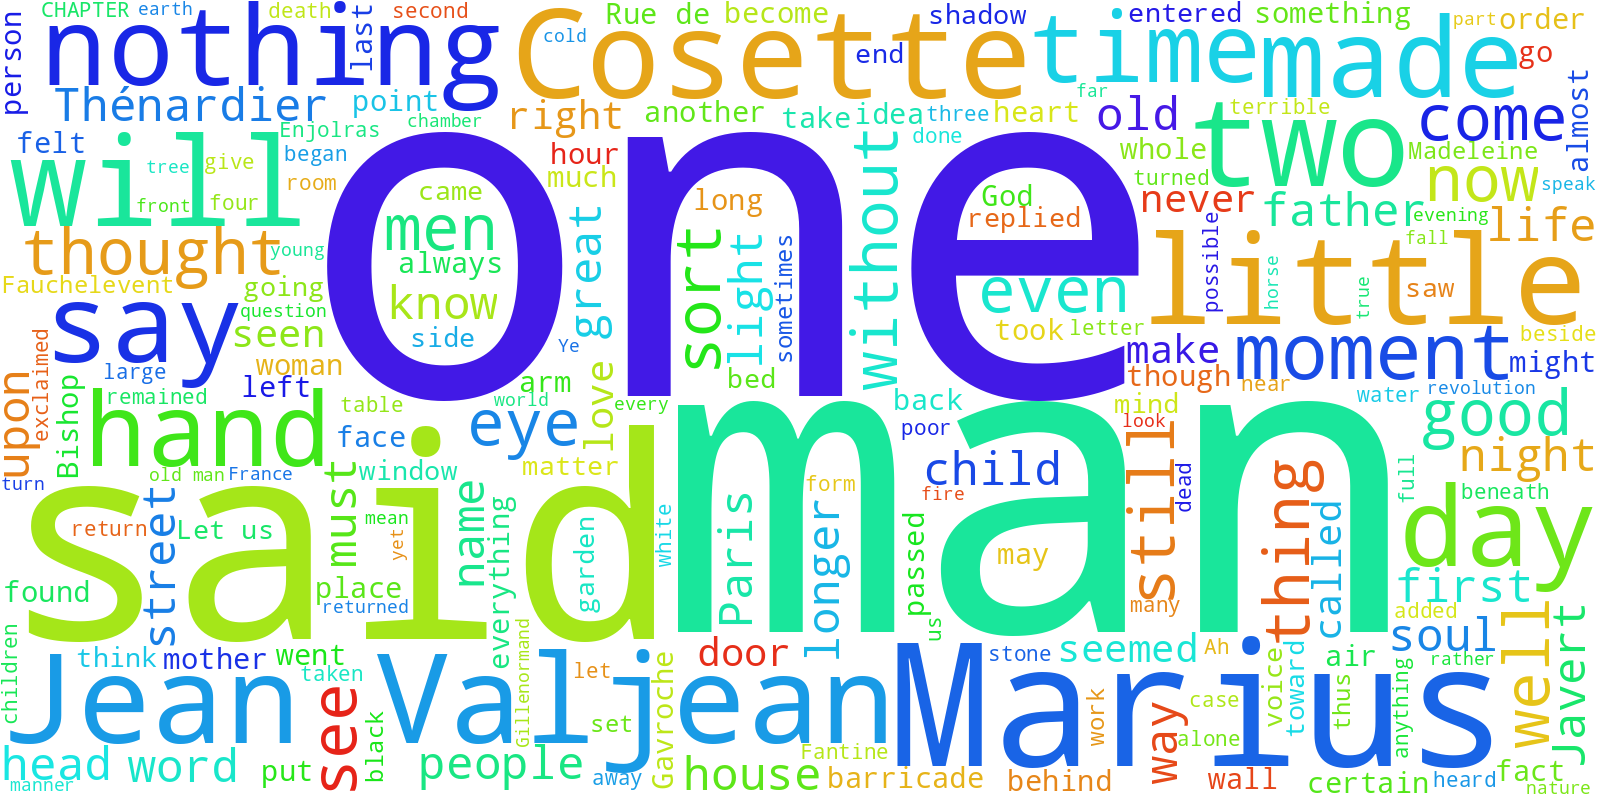 CHAPTER
earth
death
second
Rue de
become
shadow
entered
something
part
order
person
nothing
last
Cosette
cold
end
time
made
go
Thénardier
point
chamber
right
another
take
idea
three
heart
far
old
terrible
come
almost
felt
Enjolras
began
will
tree
give
room
front
four
one
hour
much
done
without
whole
turned
two
Madeleine
now
speak
never
father
evening
life
came
men
always
know
side
great
long
sort
light
sometimes
God
replied
even
took
letter
possible
little
fall
horse
true
saw
beside
thought
young
Fauchelevent
going
question
say
seen
woman
large
left
exclaimed
Ye
make
moment
might
though
hear
water
revolution
upon
Bishop
remained
hand
table
arm
world
love
every
bed
back
poor
mind
look
good
night
turn
old man
France
face
window
eye
matter
said
man
child
fire
still
dead
thing
full
beneath
day
return
street
Let us
must
mean
yet
name
everything
garden
white
Paris
form
longer
passed
may
called
first
found
place
returned
us
many
added
soul
Javert
well
children
think
mother
went
taken
Gillenormand
let
door
stone
seemed
Ah
voice
toward
air
thus
rather
anything
Jean Valjean
Marius
see
black
set
Gavroche
work
way
case
alone
head
manner
word
put
people
away
house
Fantine
barricade
behind
wall
certain
heard
fact
nature